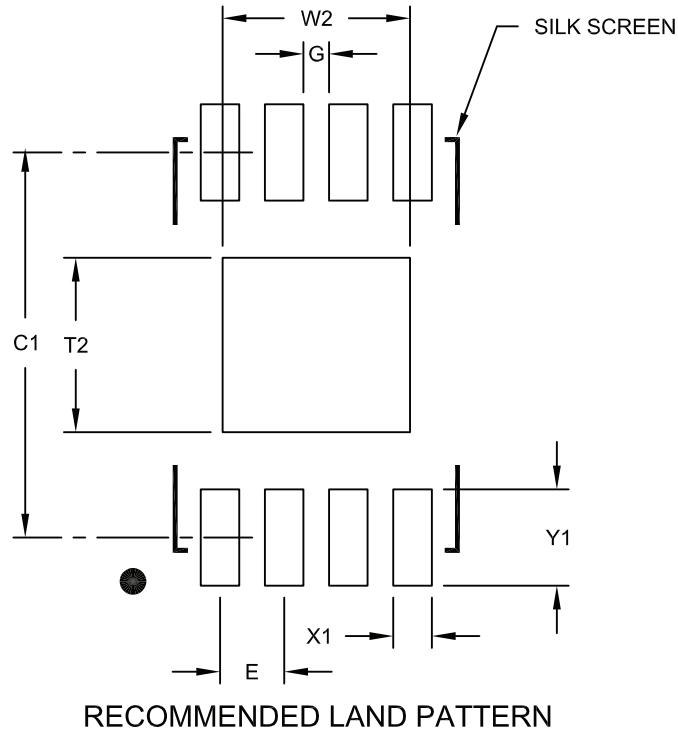 W2
SILK SCREEN
G
C1
T2
Y1
X1
E
RECOMMENDED LAND PATTERN